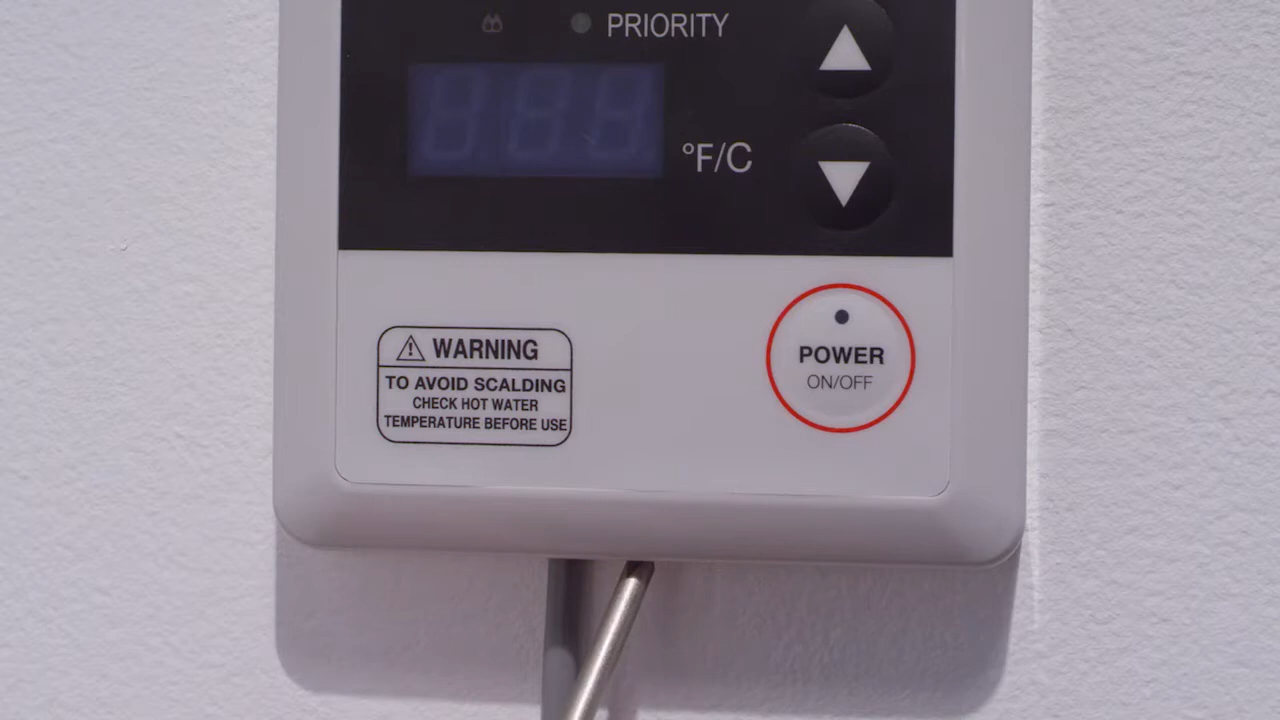 PRIORITY
°F/C
WARNING
TO AVOID SCALDING
CHECK HOT WATER
TEMPERATURE BEFORE USE
POWER
ON/OFF